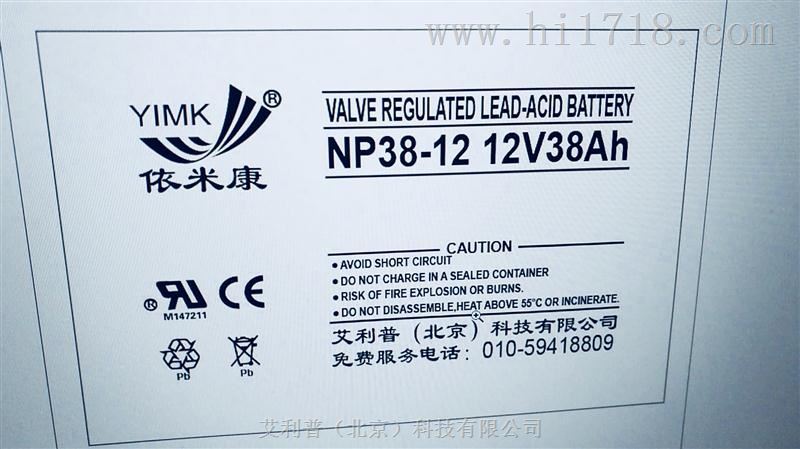 www.hi1718.com
YIMK®
依米康
VALVE REGULATED LEAD-ACID BATTERY
NP38-12 12V38Ah
CAUTION
● AVOID SHORT CIRCUIT
● DO NOT CHARGE IN A SEALED CONTAINER
● RISK OF FIRE EXPLOSION OR BURNS.
● DO NOT DISASSEMBLE,HEAT ABOVE 55°C OR INCINERATE.
艾利普（北京）科技有限公司
免费服务电话：010-59418809
® RU CE
M147211
Pb Pb
艾利普（北京）科技有限公司